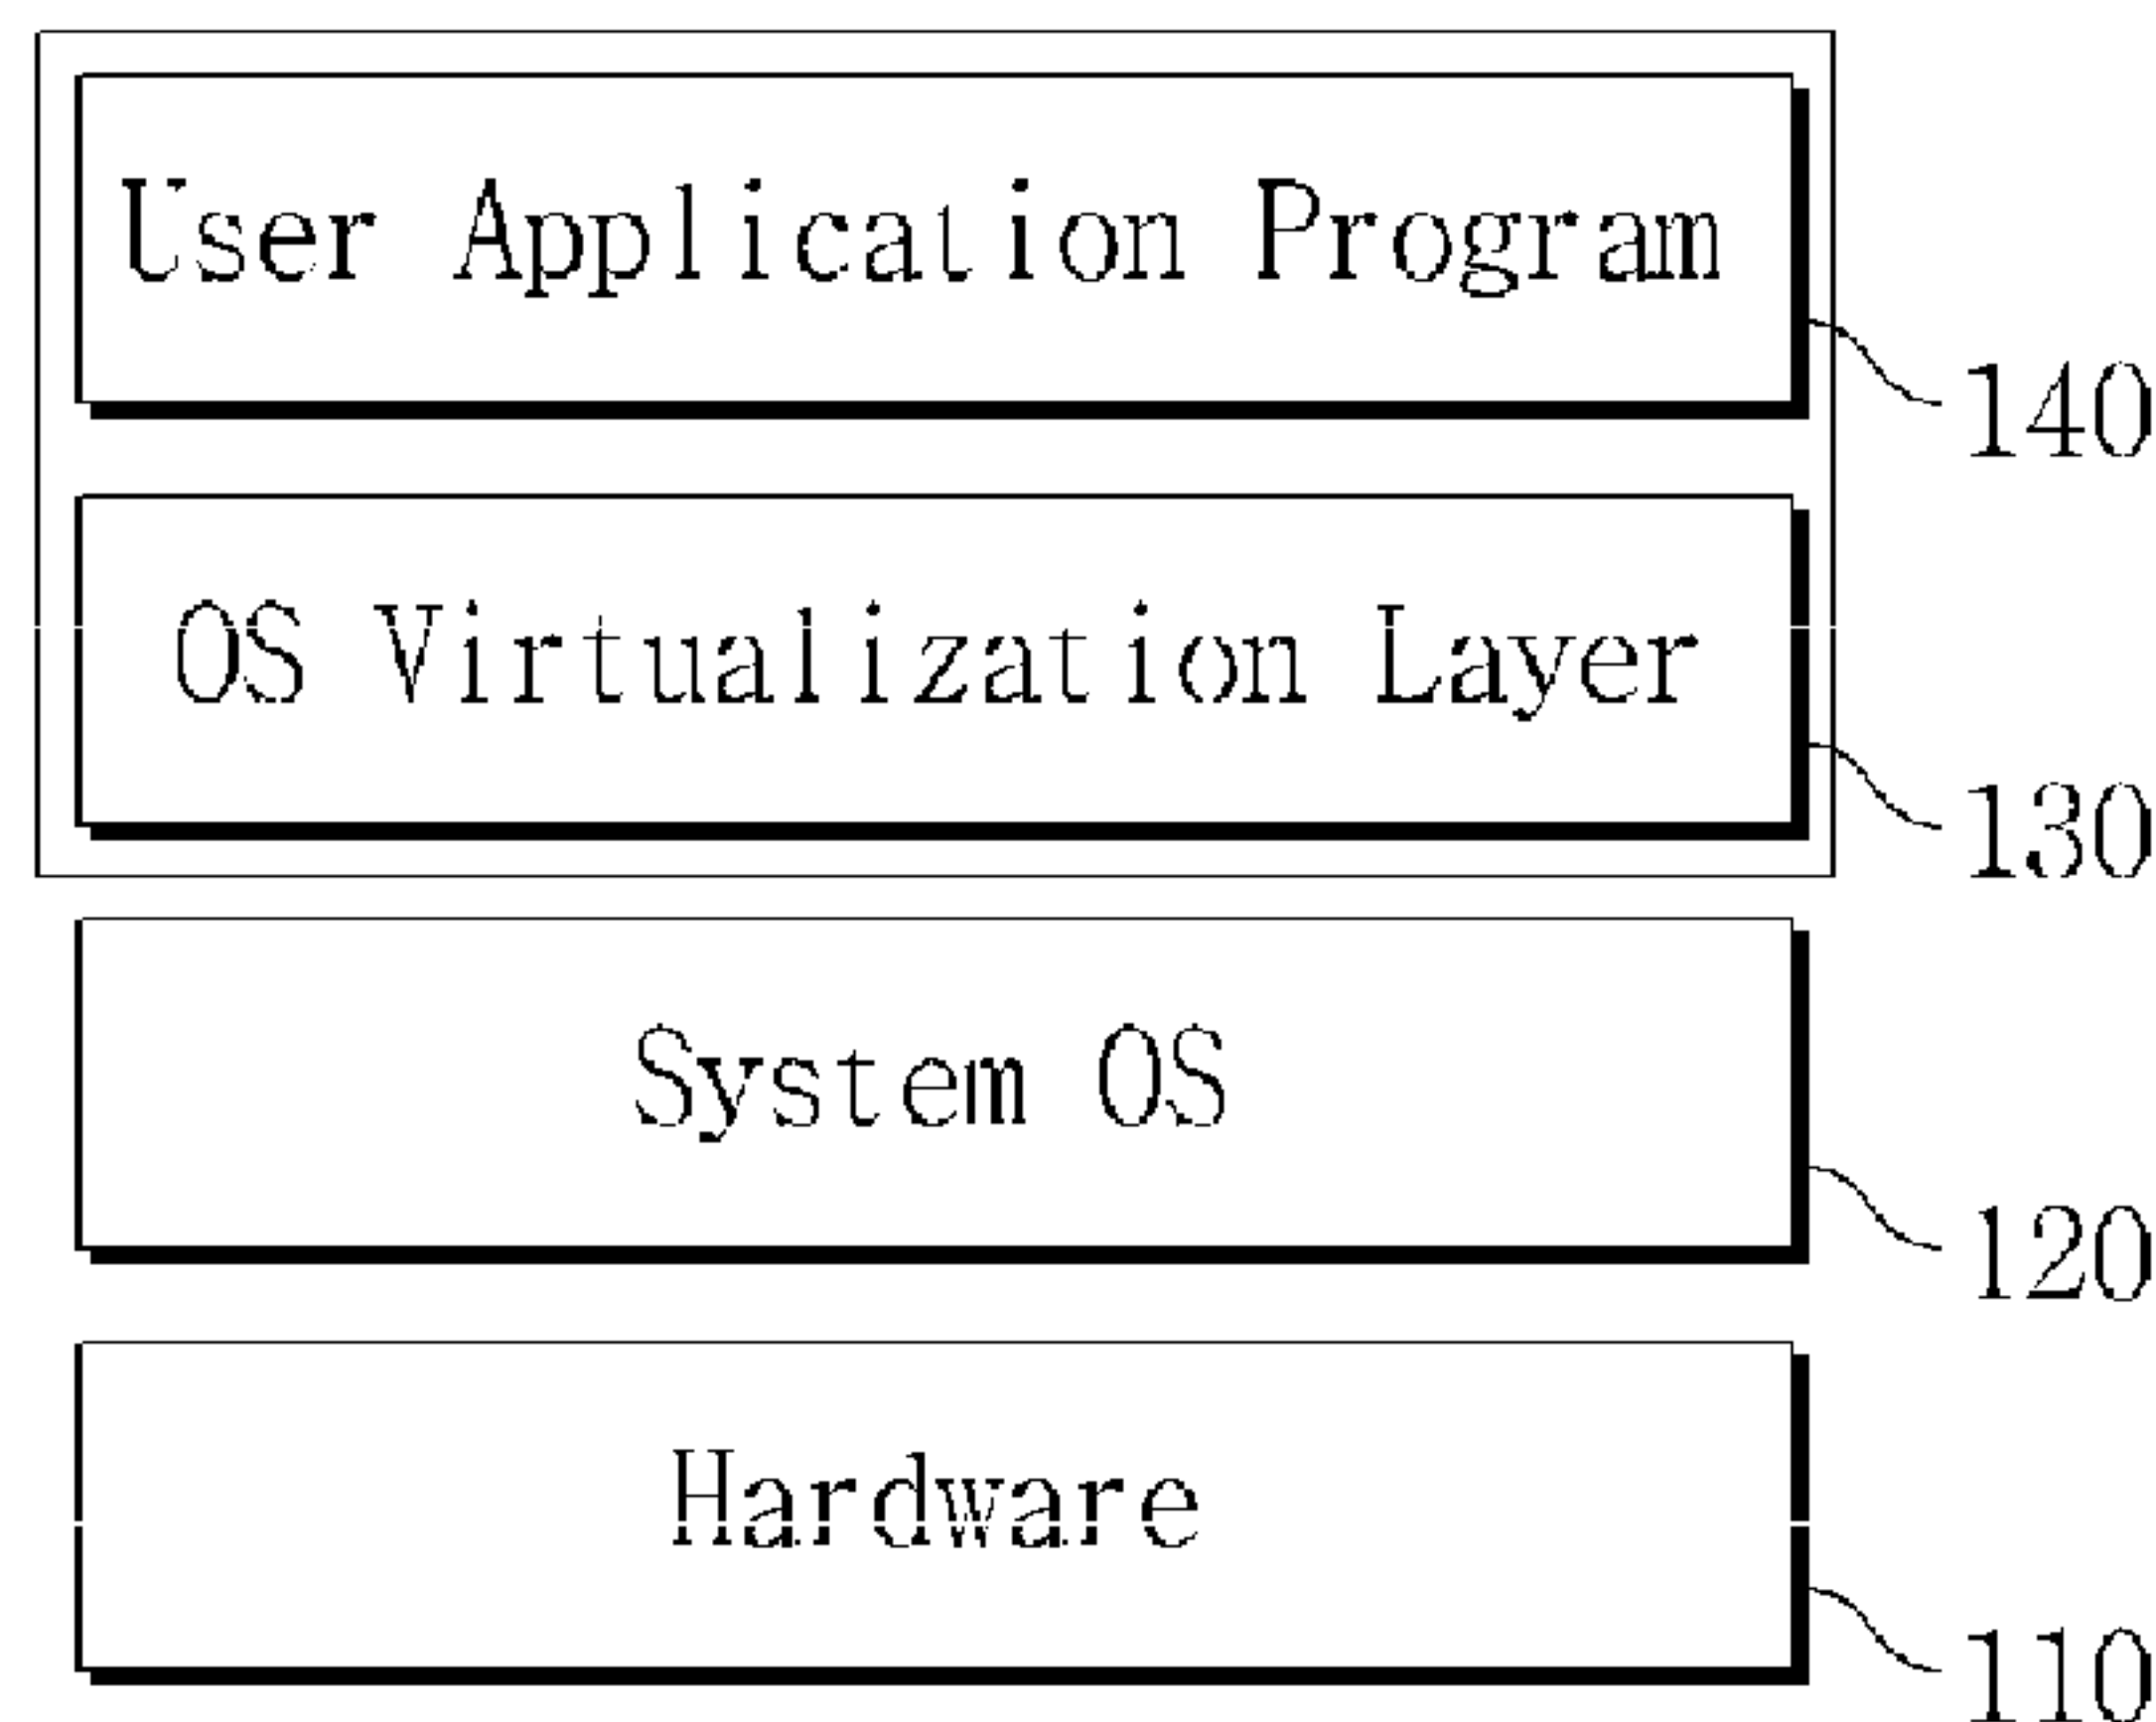 User Application Program
140
OS Virtualization Layer
130
System OS
120
Hardware
110